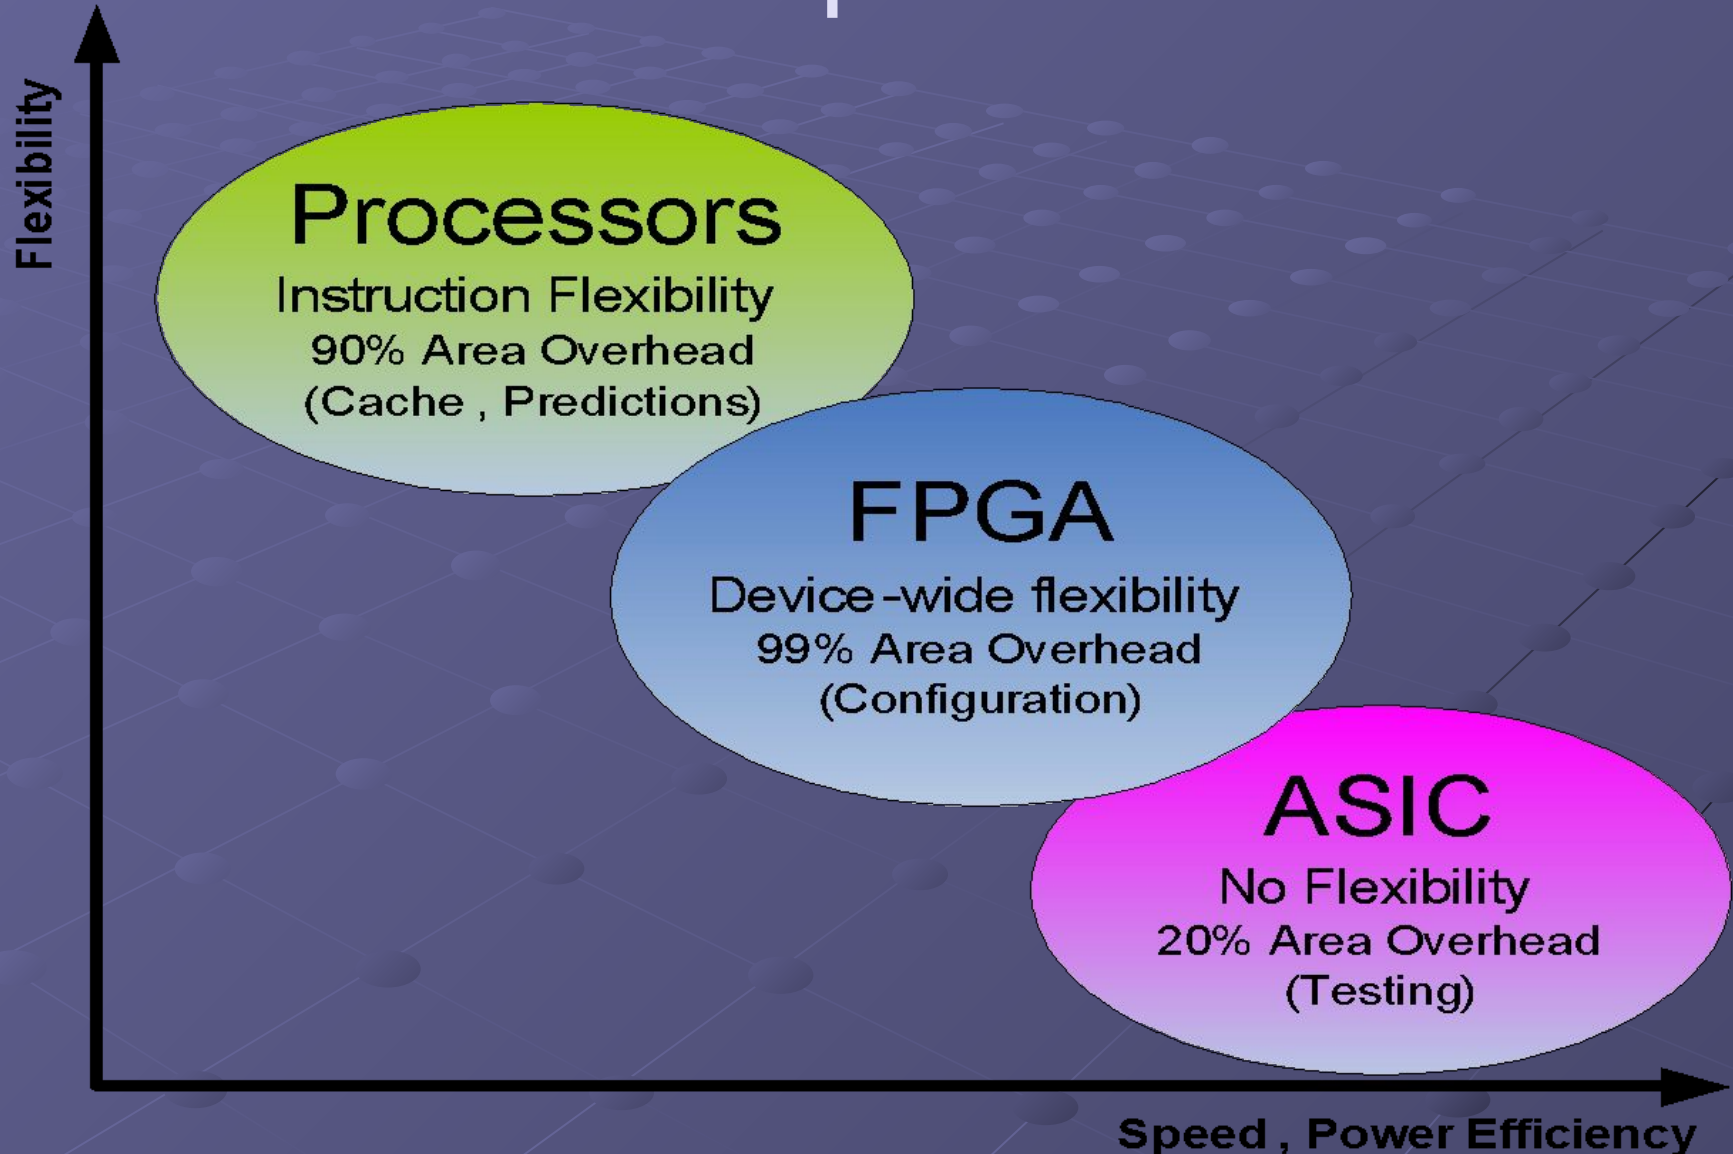 Flexibility
Processors
Instruction Flexibility
90% Area Overhead
(Cache , Predictions)
FPGA
Device-wide flexibility
99% Area Overhead
(Configuration)
ASIC
No Flexibility
20% Area Overhead
(Testing)
Speed , Power Efficiency